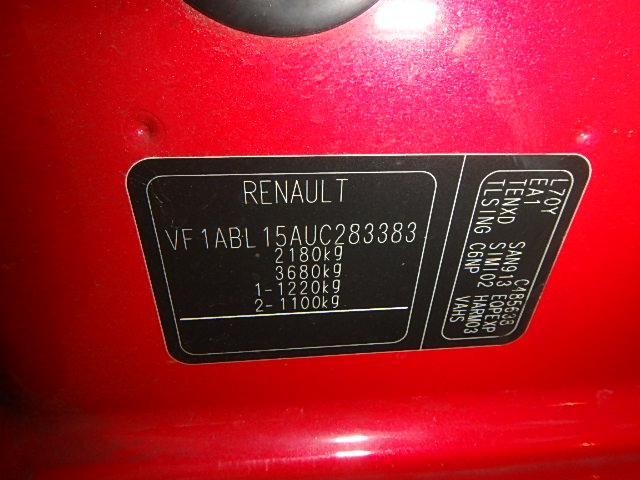 RENAULT
VF1ABL15AUC283383
2180kg
3680kg
1-1220kg
2-1100kg
L70Y
EA1
TENXD SAN913 C485638
TLSING SIMI02 EOPEXP
C6NP HARM03
VAHS